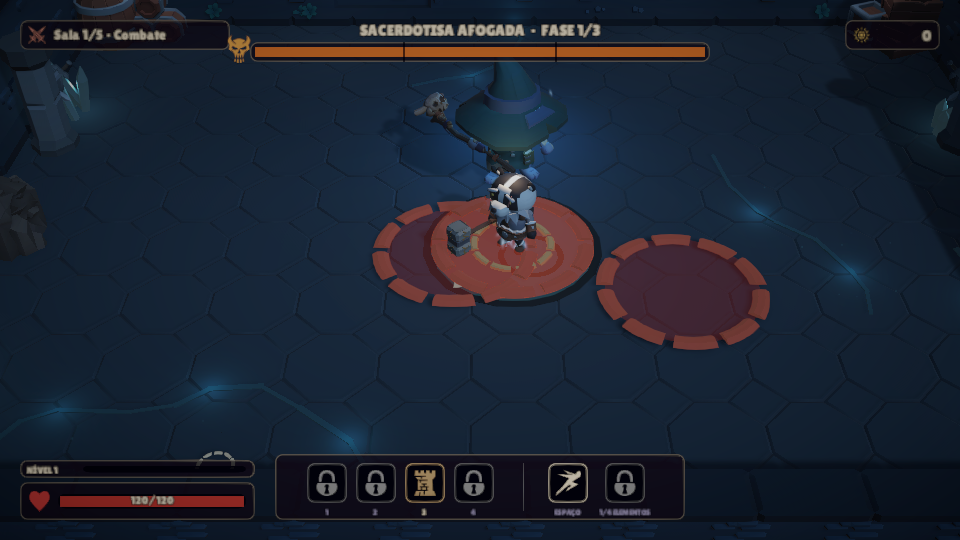 Sala 1/5 - Combate
SACERDOTISA AFOGADA - FASE 1/3
0
NÍVEL 1
120/120
1
2
3
4
ESPAÇO
1/4 ELEMENTOS